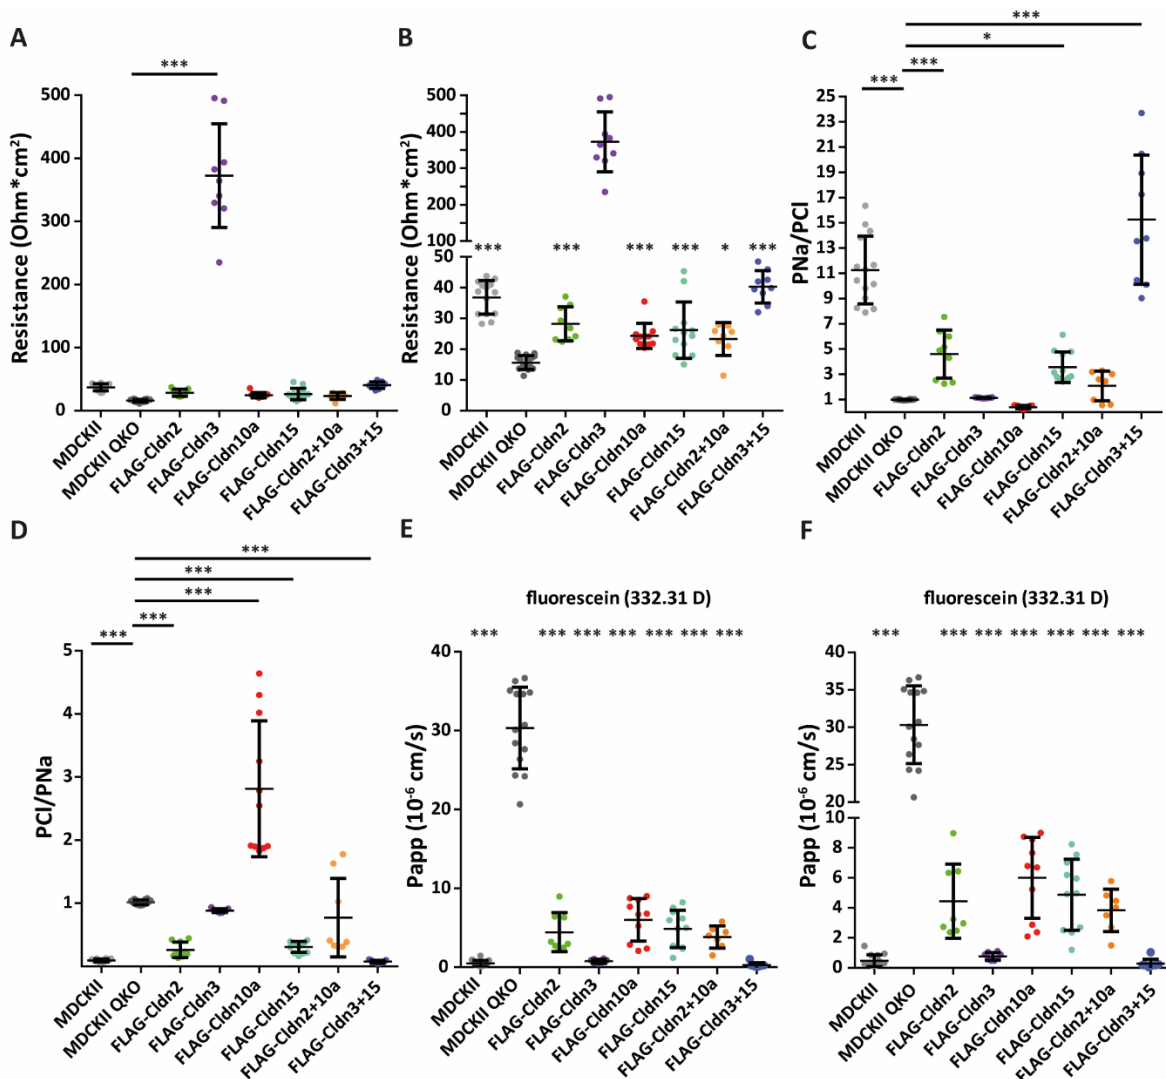 A
***
Resistance (Ohm*cm²)
500
400
300
200
100
0
MDCKII
MDCKII QKO
FLAG-Cldn2
FLAG-Cldn3
FLAG-Cldn10a
FLAG-Cldn15
FLAG-Cldn2+10a
FLAG-Cldn3+15
B
Resistance (Ohm*cm²)
500
400
300
200
100
50
40
30
20
10
0
*** *** *** *** * ***
MDCKII
MDCKII QKO
FLAG-Cldn2
FLAG-Cldn3
FLAG-Cldn10a
FLAG-Cldn15
FLAG-Cldn2+10a
FLAG-Cldn3+15
C
***
*
***
***
PNa/PCl
25
23
21
19
17
15
13
11
9
7
5
3
1
MDCKII
MDCKII QKO
FLAG-Cldn2
FLAG-Cldn3
FLAG-Cldn10a
FLAG-Cldn15
FLAG-Cldn2+10a
FLAG-Cldn3+15
D
***
***
***
***
***
PCl/PNa
5
4
3
2
1
MDCKII
MDCKII QKO
FLAG-Cldn2
FLAG-Cldn3
FLAG-Cldn10a
FLAG-Cldn15
FLAG-Cldn2+10a
FLAG-Cldn3+15
E
fluorescein (332.31 D)
*** *** *** *** *** *** ***
Papp (10⁻⁶ cm/s)
40
30
20
10
0
MDCKII
MDCKII QKO
FLAG-Cldn2
FLAG-Cldn3
FLAG-Cldn10a
FLAG-Cldn15
FLAG-Cldn2+10a
FLAG-Cldn3+15
F
fluorescein (332.31 D)
*** *** *** *** *** *** ***
Papp (10⁻⁶ cm/s)
40
35
30
25
20
8
6
4
2
0
MDCKII
MDCKII QKO
FLAG-Cldn2
FLAG-Cldn3
FLAG-Cldn10a
FLAG-Cldn15
FLAG-Cldn2+10a
FLAG-Cldn3+15